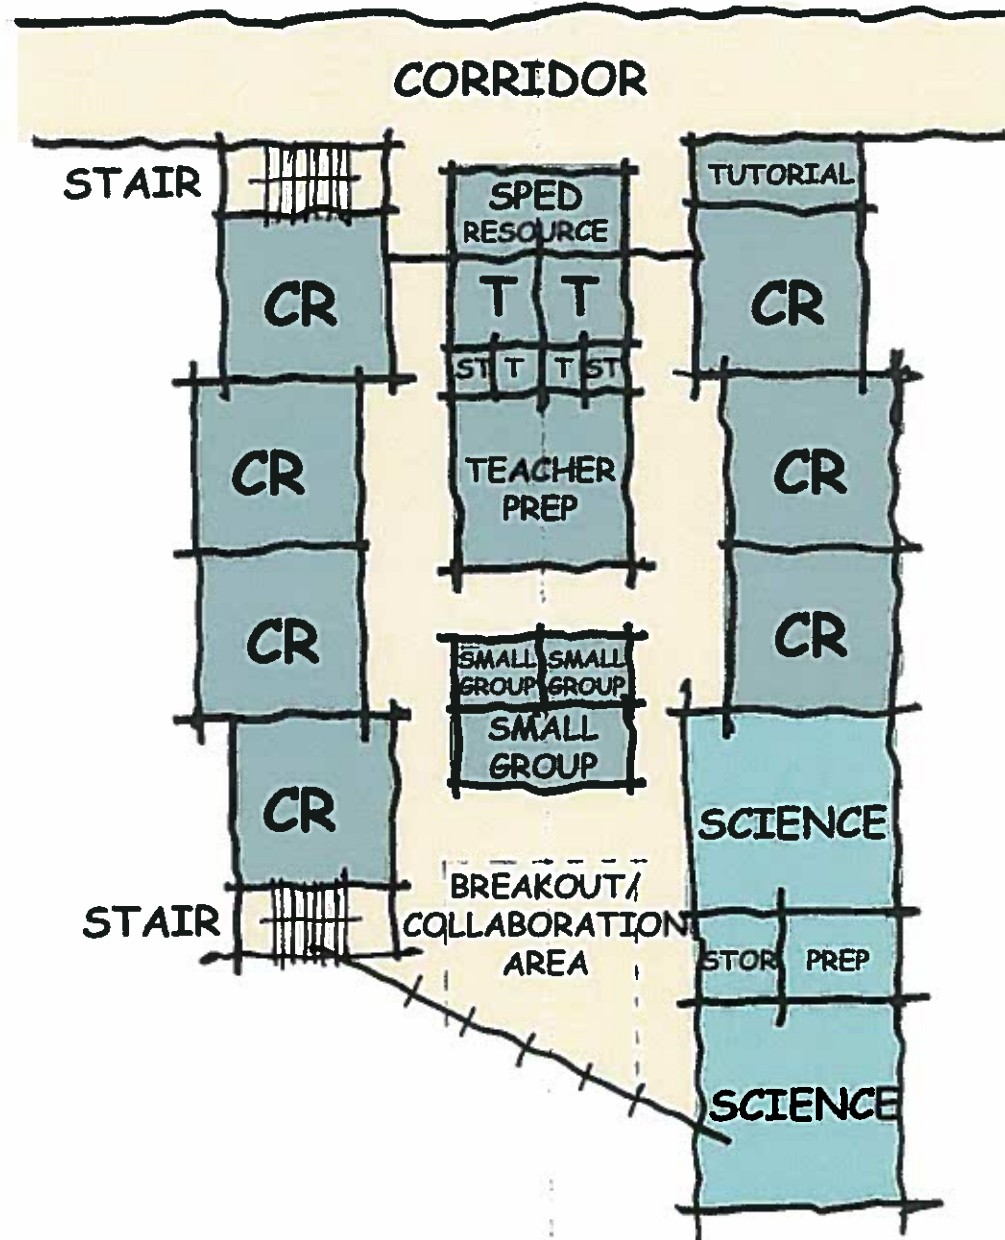 CORRIDOR
STAIR
SPED
RESOURCE
TUTORIAL
CR
T T
CR
ST T T ST
CR
TEACHER
PREP
CR
CR
SMALL SMALL
GROUP GROUP
CR
SMALL
GROUP
CR
SCIENCE
STAIR
BREAKOUT/
COLLABORATION
AREA
STOR PREP
SCIENCE